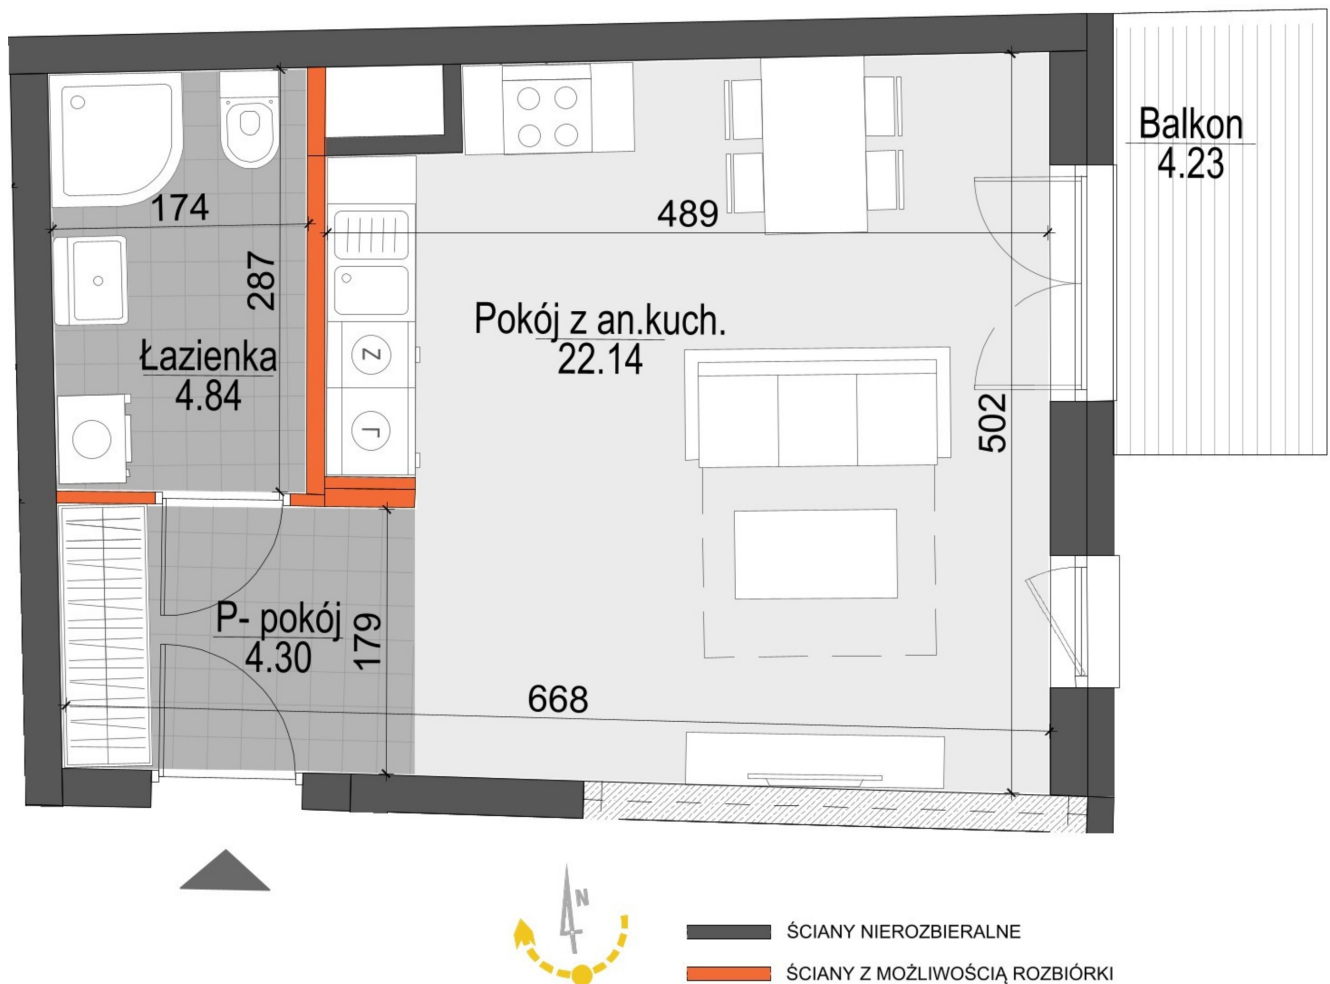 Balkon
4.23
174
489
287
Pokój z an.kuch.
22.14
Łazienka
4.84
Z
L
502
P- pokój
4.30
179
668
N
ŚCIANY NIEROZBIERALNE
ŚCIANY Z MOŻLIWOŚCIĄ ROZBIÓRKI